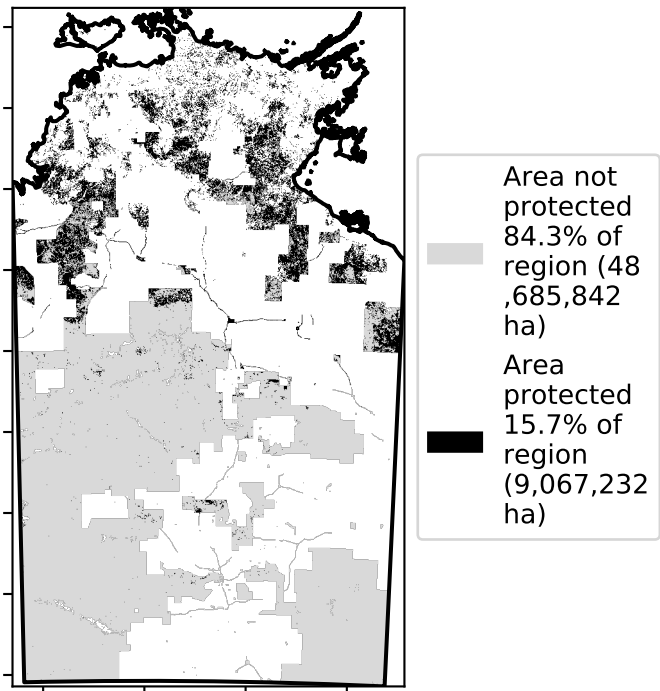 Area not
protected
84.3% of
region (48
,685,842
ha)
Area
protected
15.7% of
region
(9,067,232
ha)